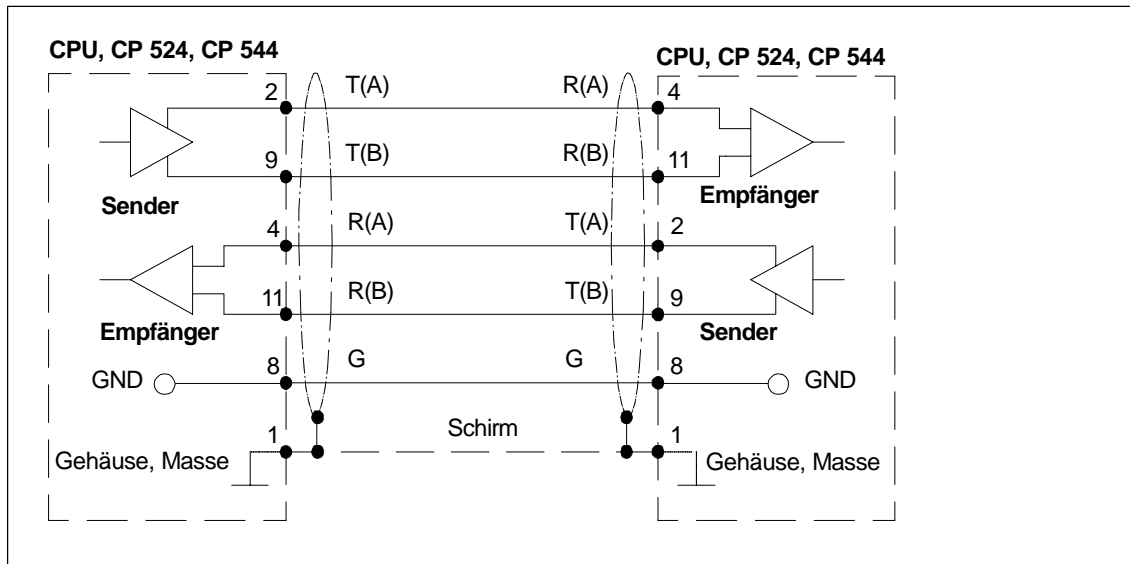 CPU, CP 524, CP 544
CPU, CP 524, CP 544
2 T(A) R(A) 4
9 T(B) R(B) 11
Sender
Empfänger
4 R(A) T(A) 2
11 R(B) T(B) 9
Empfänger
Sender
GND 8 G G 8 GND
1 Schirm 1
Gehäuse, Masse
Gehäuse, Masse